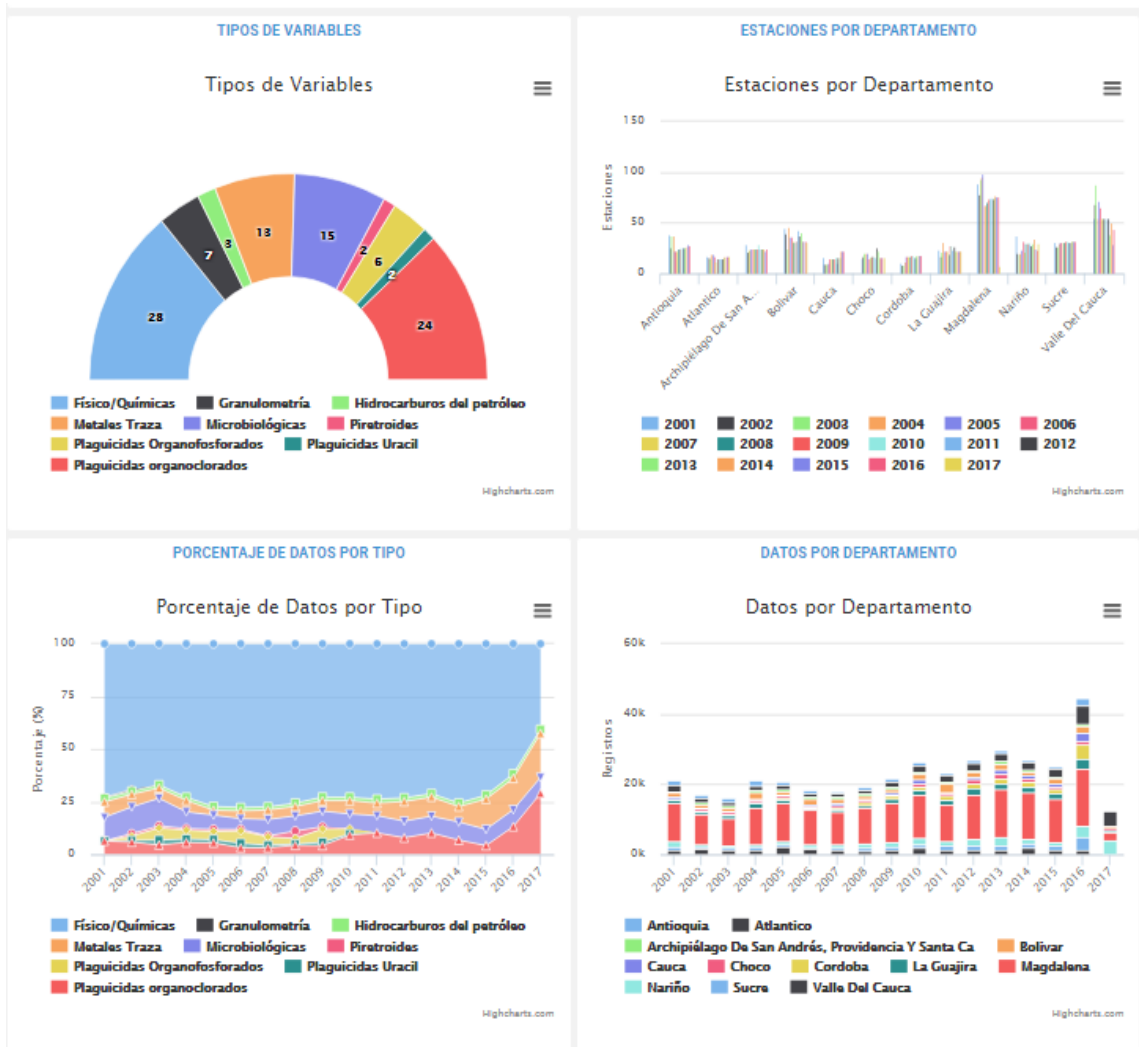 TIPOS DE VARIABLES
Tipos de Variables
28
7
3
13
15
2
6
2
24
Físico/Químicas Granulometría Hidrocarburos del petróleo
Metales Traza Microbiológicas Piretroides
Plaguicidas Organofosforados Plaguicidas Uracil
Plaguicidas organoclorados
Highcharts.com
ESTACIONES POR DEPARTAMENTO
Estaciones por Departamento
Estaciones
150
100
50
0
Antioquia
Atlantico
Archipiélago De San A...
Bolivar
Cauca
Choco
Cordoba
La Guajira
Magdalena
Nariño
Sucre
Valle Del Cauca
2001 2002 2003 2004 2005 2006
2007 2008 2009 2010 2011 2012
2013 2014 2015 2016 2017
Highcharts.com
PORCENTAJE DE DATOS POR TIPO
Porcentaje de Datos por Tipo
Porcentaje (%)
100
75
50
25
0
2001 2002 2003 2004 2005 2006 2007 2008 2009 2010 2011 2012 2013 2014 2015 2016 2017
Físico/Químicas Granulometría Hidrocarburos del petróleo
Metales Traza Microbiológicas Piretroides
Plaguicidas Organofosforados Plaguicidas Uracil
Plaguicidas organoclorados
Highcharts.com
DATOS POR DEPARTAMENTO
Datos por Departamento
Registros
60k
40k
20k
0k
2001 2002 2003 2004 2005 2006 2007 2008 2009 2010 2011 2012 2013 2014 2015 2016 2017
Antioquia Atlantico
Archipiélago De San Andrés, Providencia Y Santa Ca Bolivar
Cauca Choco Cordoba La Guajira Magdalena
Nariño Sucre Valle Del Cauca
Highcharts.com